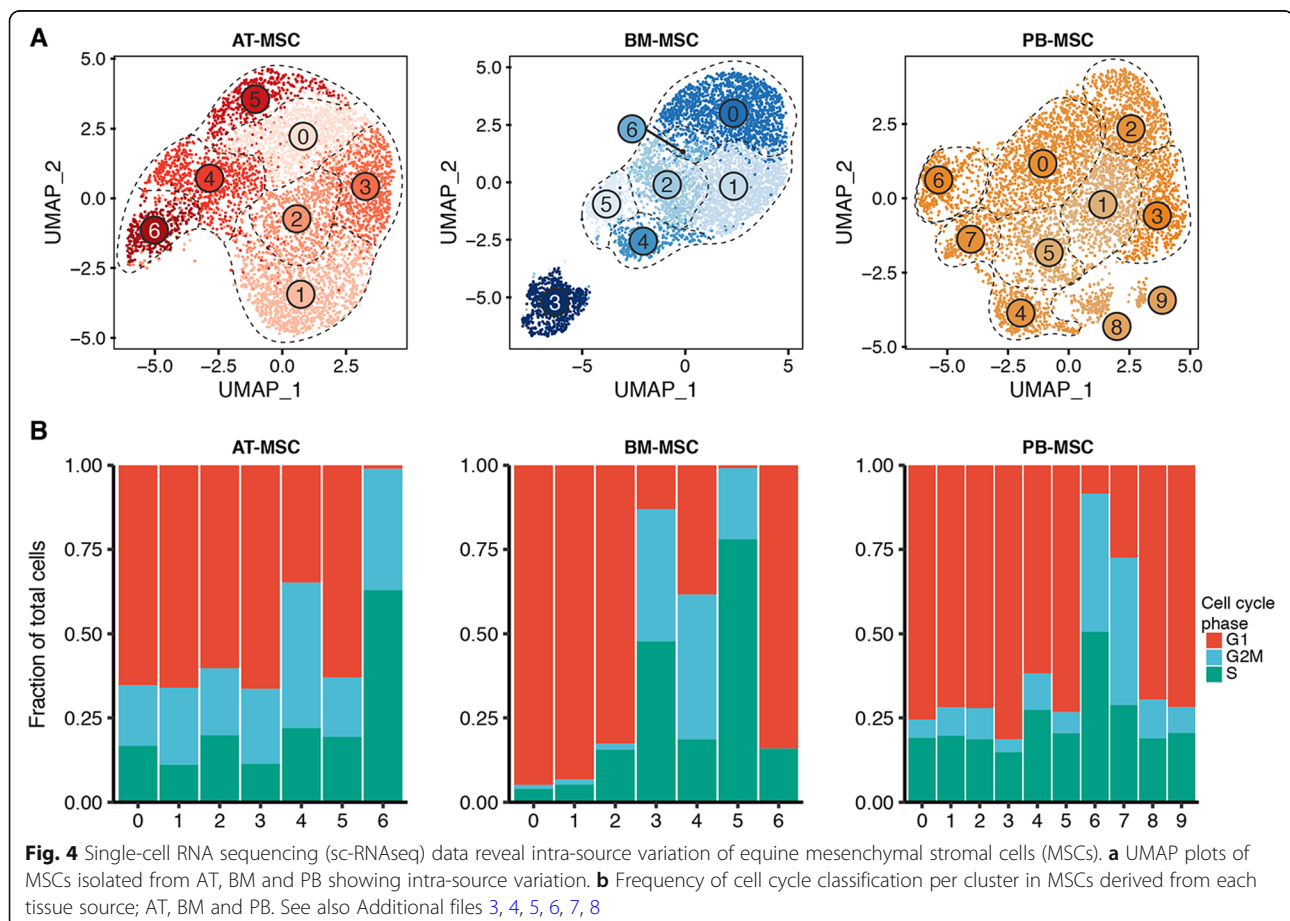 A
AT-MSC
BM-MSC
PB-MSC
5.0
2.5
0.0
−2.5
−5.0
UMAP_2
5
0
4
3
2
6
1
−5.0
−2.5
0.0
2.5
UMAP_1
5.0
2.5
0.0
−2.5
−5.0
UMAP_2
0
6
2
1
5
4
3
−5
0
5
UMAP_1
2.5
0.0
−2.5
−5.0
UMAP_2
2
0
6
1
3
7
5
9
4
8
−5.0
−2.5
0.0
2.5
5.0
UMAP_1
B
AT-MSC
BM-MSC
PB-MSC
1.00
0.75
0.50
0.25
0.00
Fraction of total cells
0 1 2 3 4 5 6
1.00
0.75
0.50
0.25
0.00
0 1 2 3 4 5 6
1.00
0.75
0.50
0.25
0.00
0 1 2 3 4 5 6 7 8 9
Cell cycle
phase
G1
G2M
S
Fig. 4 Single-cell RNA sequencing (sc-RNAseq) data reveal intra-source variation of equine mesenchymal stromal cells (MSCs). a UMAP plots of
MSCs isolated from AT, BM and PB showing intra-source variation. b Frequency of cell cycle classification per cluster in MSCs derived from each
tissue source; AT, BM and PB. See also Additional files 3, 4, 5, 6, 7, 8